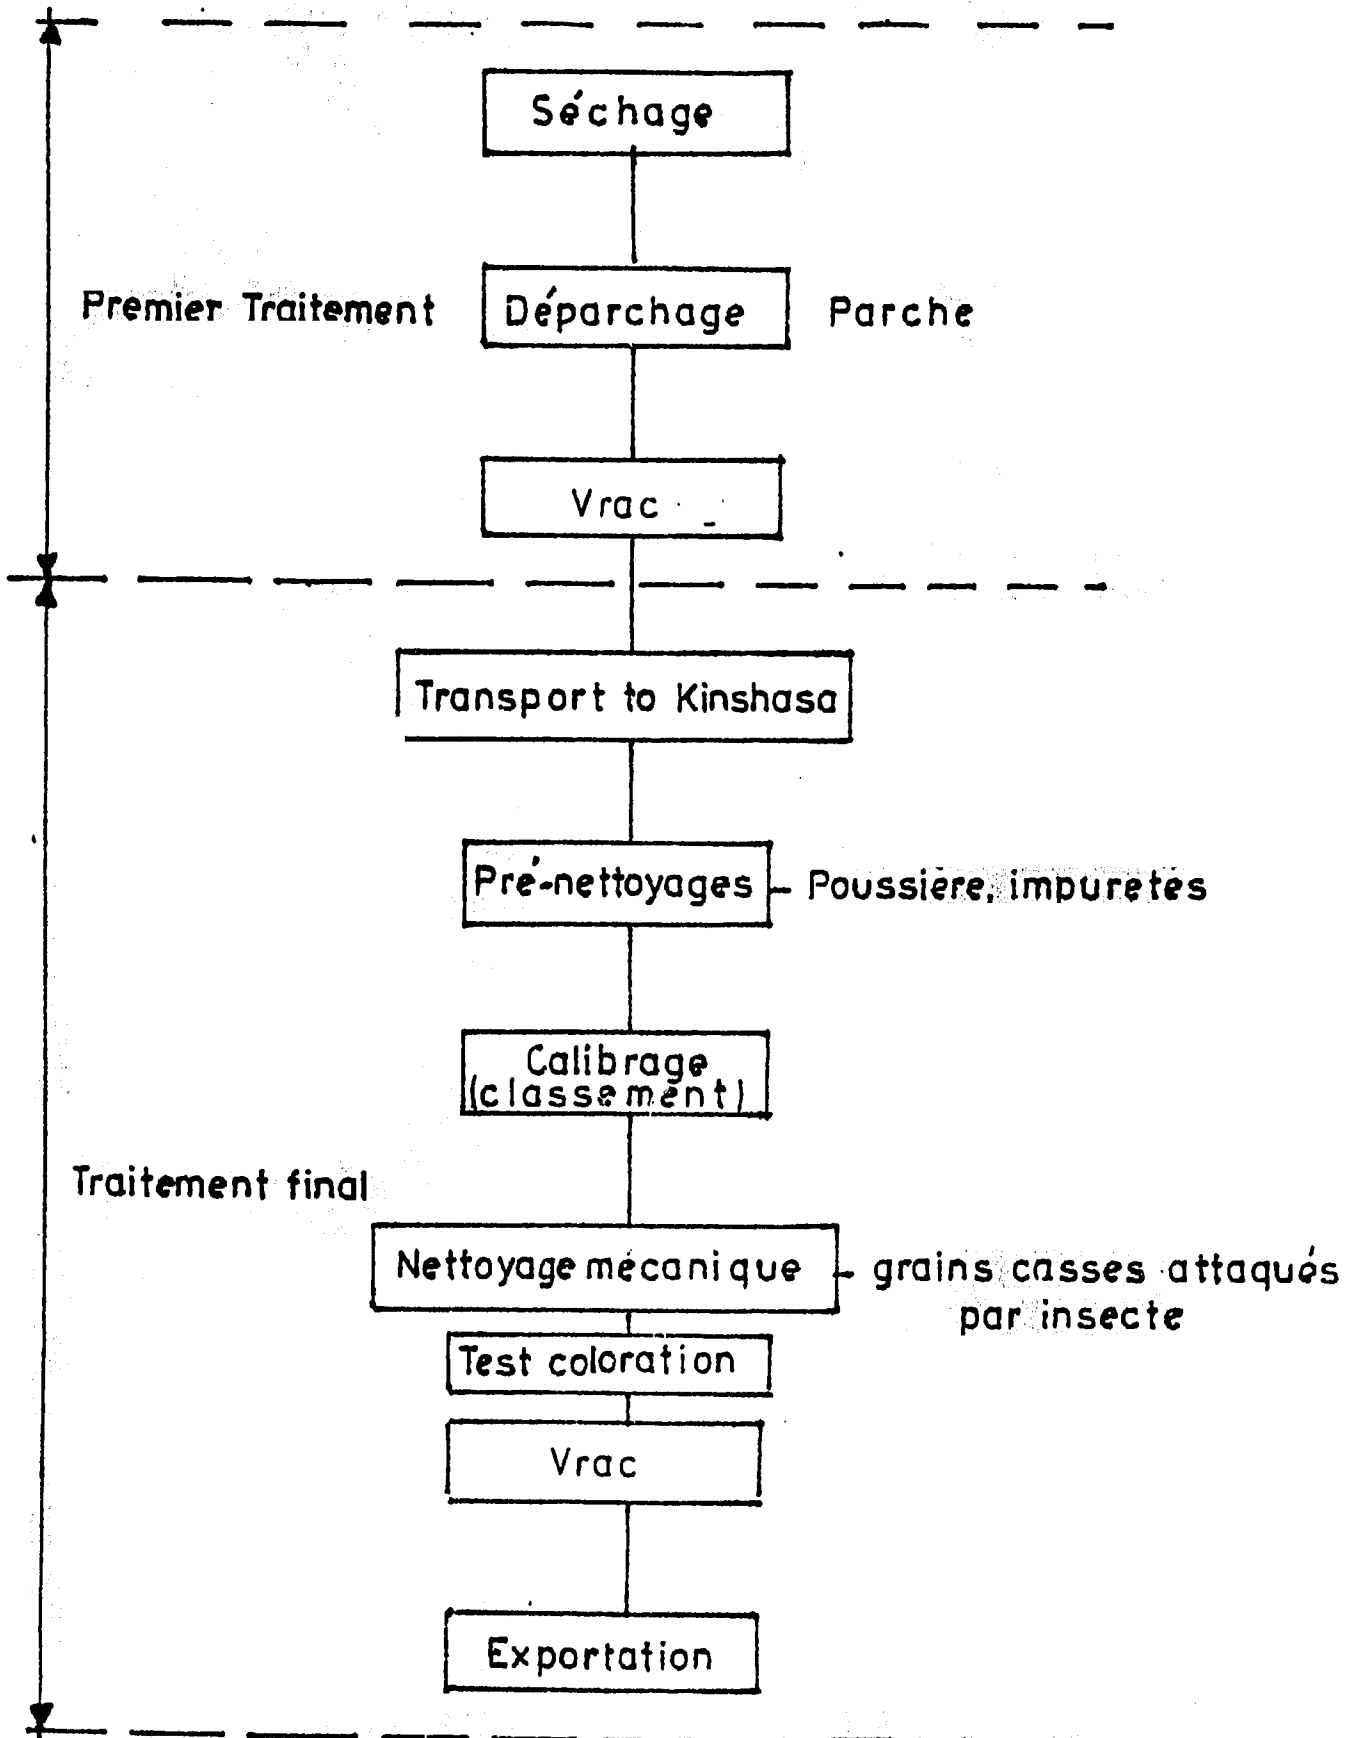 Séchage
Premier Traitement
Déparchage
Parche
Vrac
Transport to Kinshasa
Pré-nettoyages
Poussière, impuretés
Calibrage
(classement)
Traitement final
Nettoyage mécanique
grains casses attaqués
par insecte
Test coloration
Vrac
Exportation